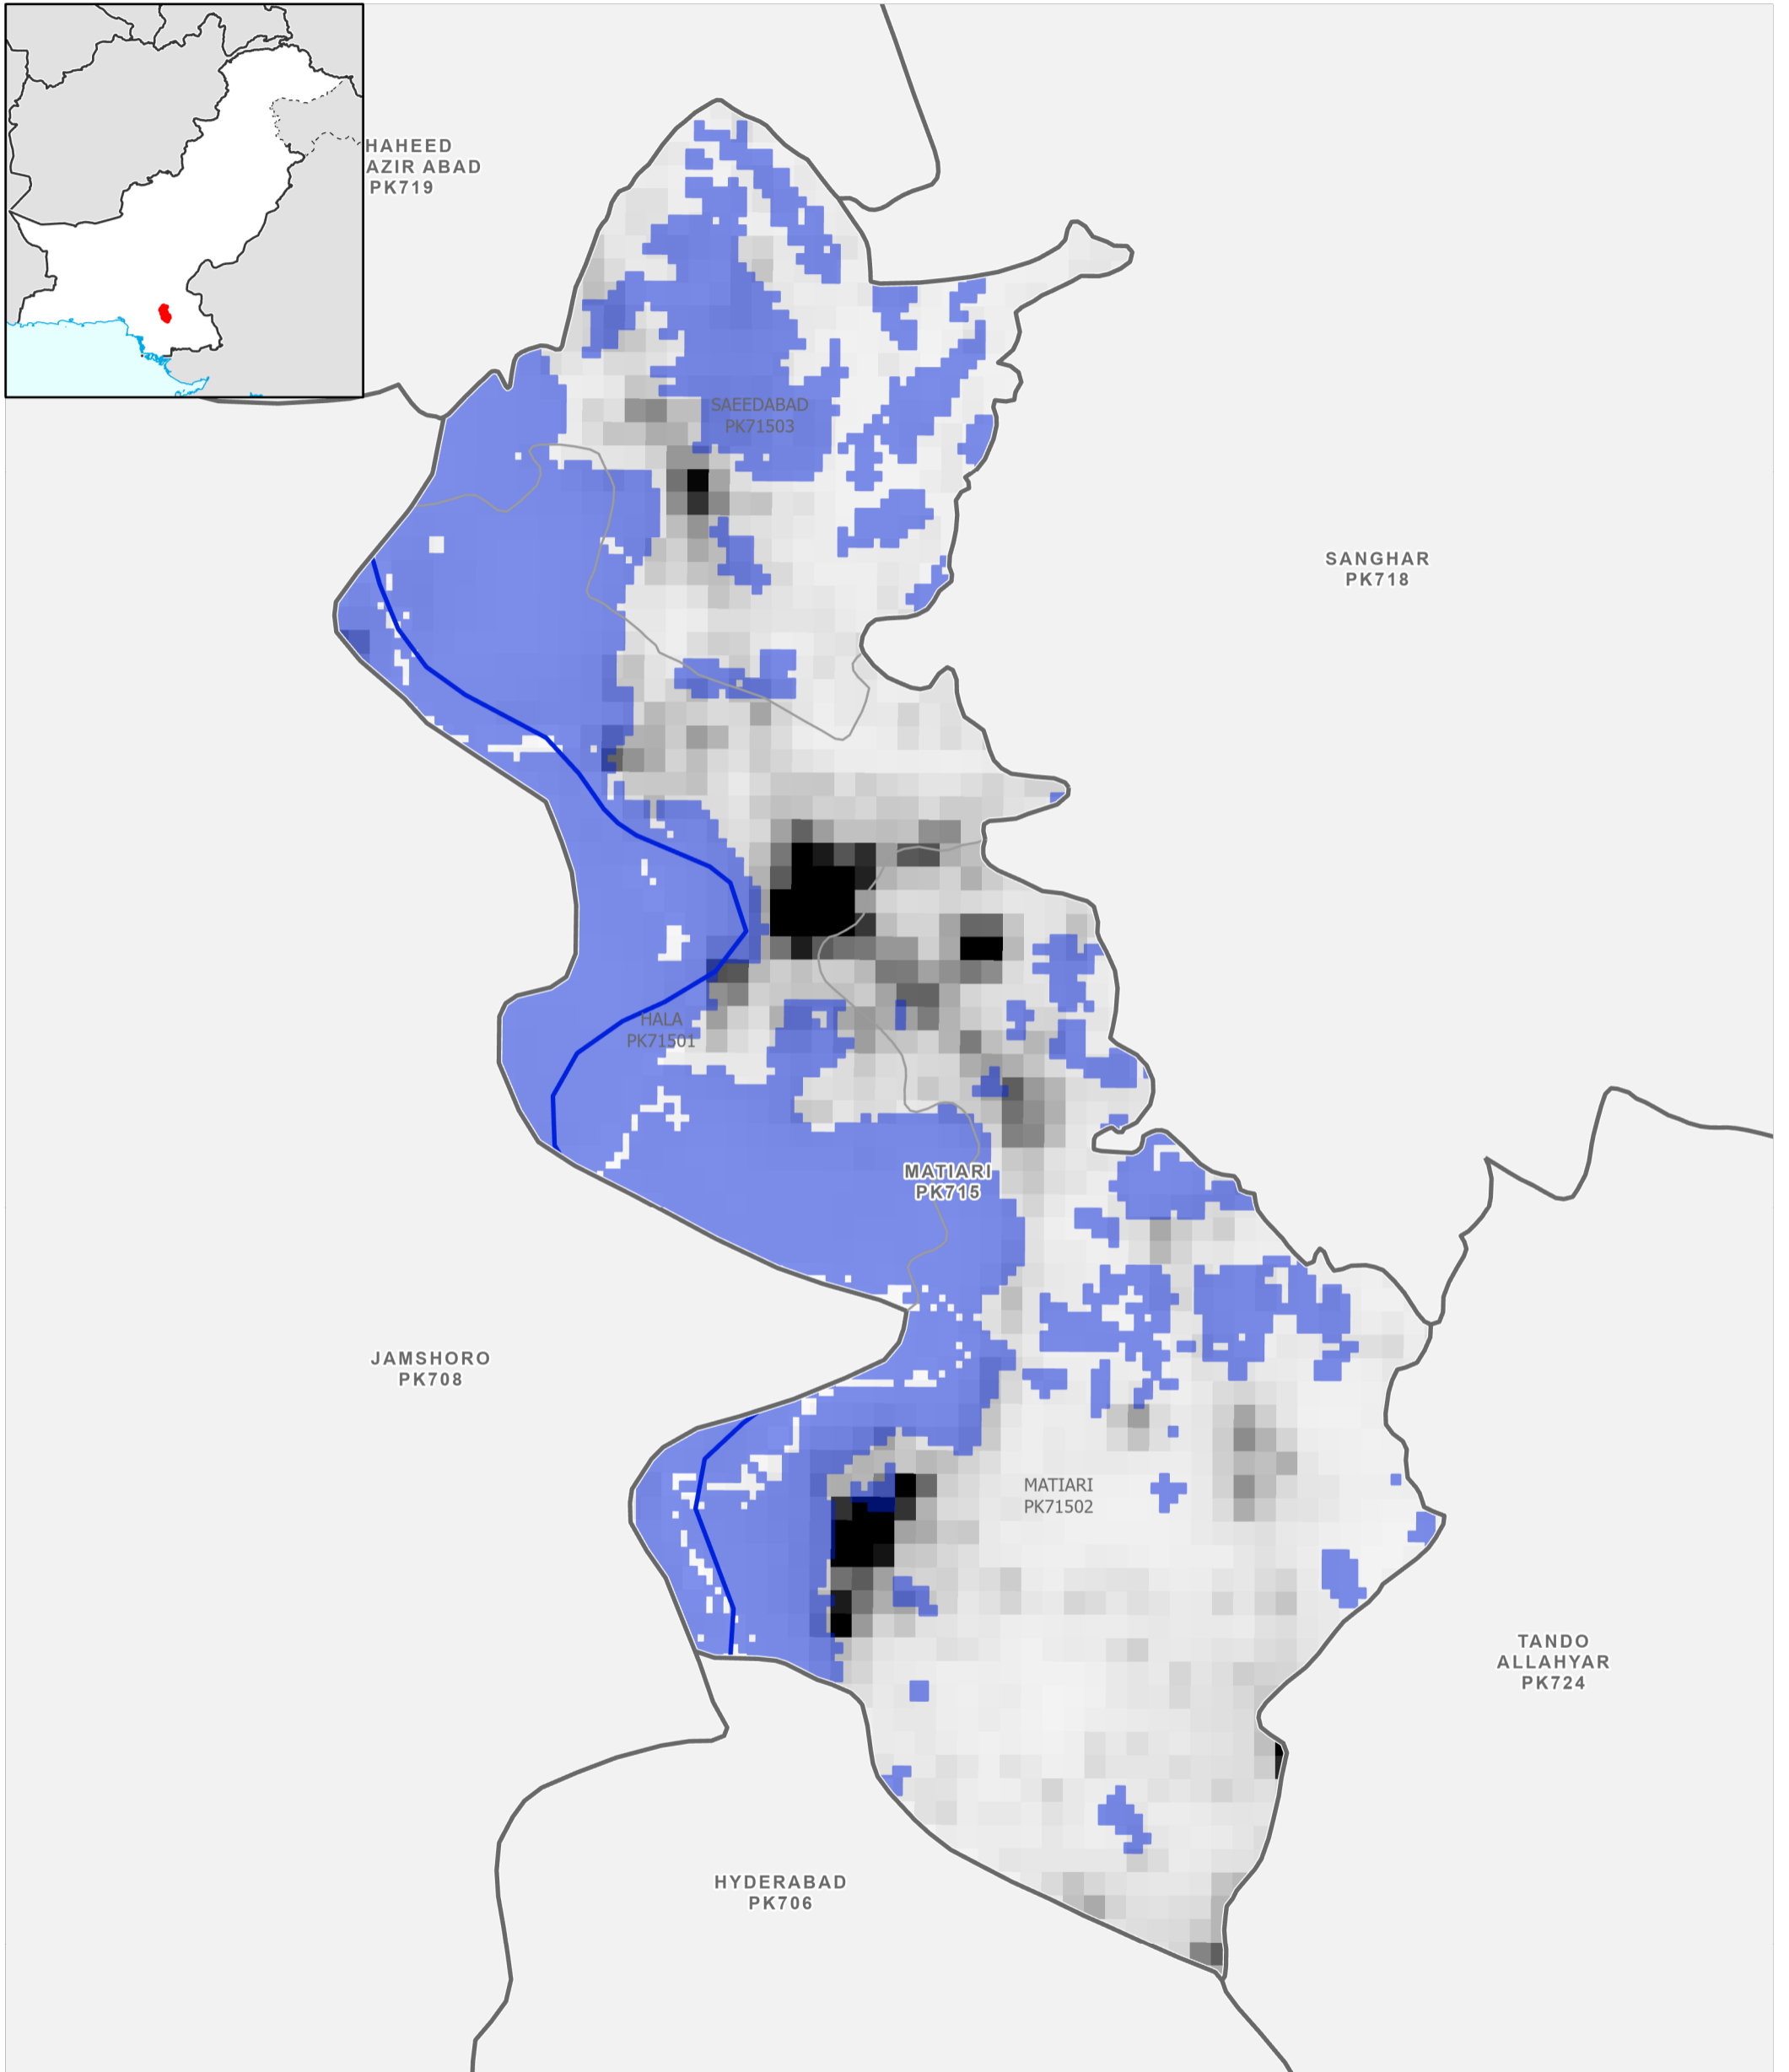 HAHEED
AZIR ABAD
PK719
SAEEDABAD
PK71503
SANGHAR
PK718
HALA
PK71501
MATIARI
PK715
JAMSHORO
PK708
MATIARI
PK71502
TANDO
ALLAHYAR
PK724
HYDERABAD
PK706